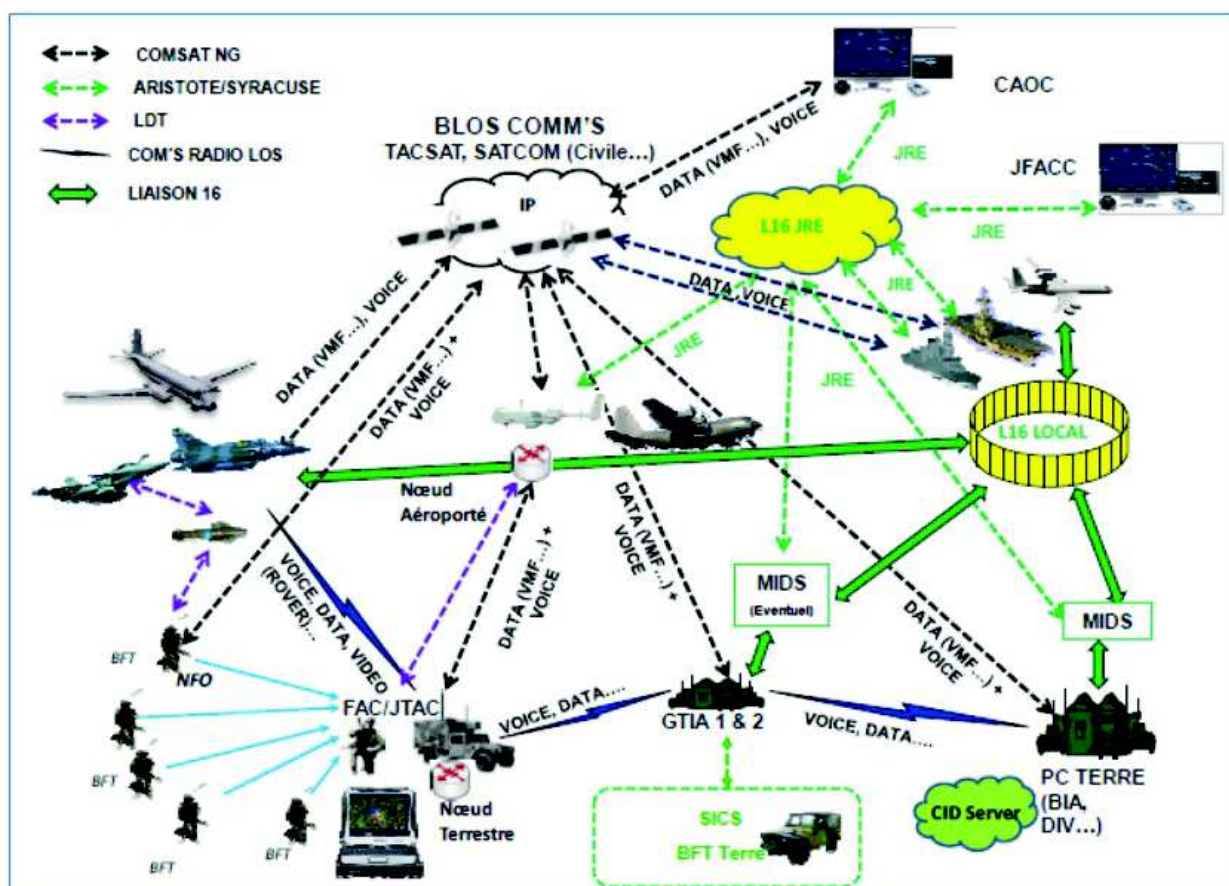 COMSAT NG
ARISTOTE/SYRACUSE
LDT
COM'S RADIO LOS
LIAISON 16
BLOS COMM'S
TACSAT, SATCOM (Civile…)
IP
DATA (VMF…), VOICE
CAOC
JRE
JFACC
JRE
L16 JRE
JRE
DATA, VOICE
JRE
JRE
DATA (VMF…), VOICE
DATA (VMF…) +
VOICE
L16 LOCAL
Nœud
Aéroporté
DATA (VMF…) +
VOICE
DATA (VMF…) +
VOICE
MIDS
(Eventuel)
MIDS
DATA (VMF…) +
VOICE
VOICE, DATA, VIDEO
(ROVER)…
BFT
NFO
BFT
BFT
BFT
BFT
FAC/JTAC
VOICE, DATA….
GTIA 1 & 2
VOICE, DATA….
Nœud
Terrestre
SICS
BFT Terre
CID Server
PC TERRE
(BIA,
DIV…)